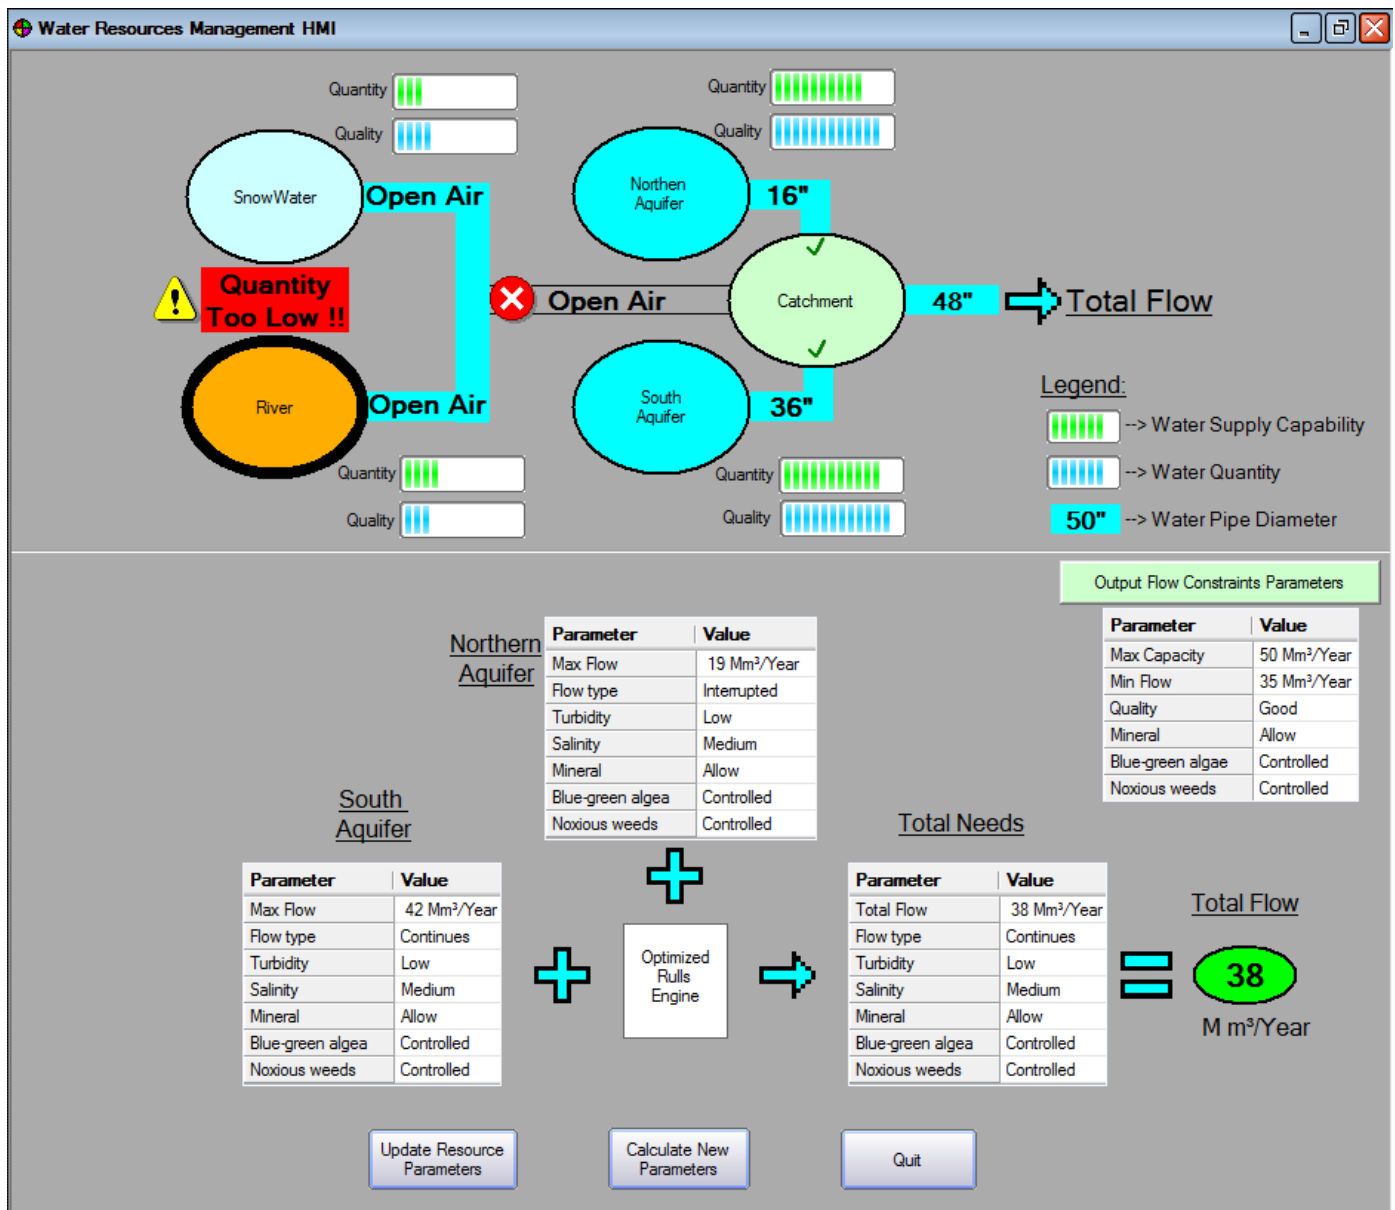 Water Resources Management HMI
Quantity
Quality
Quantity
Quality
SnowWater
Open Air
Northen
Aquifer
16"
Quantity
Too Low !!
Open Air
Catchment
48"
Total Flow
River
Open Air
South
Aquifer
36"
Quantity
Quality
Quantity
Quality
Legend:
--> Water Supply Capability
--> Water Quantity
50" --> Water Pipe Diameter
Output Flow Constraints Parameters
Parameter Value
Max Capacity 50 Mm³/Year
Min Flow 35 Mm³/Year
Quality Good
Mineral Allow
Blue-green algae Controlled
Noxious weeds Controlled
Northern
Aquifer
Parameter Value
Max Flow 19 Mm³/Year
Flow type Interrupted
Turbidity Low
Salinity Medium
Mineral Allow
Blue-green algea Controlled
Noxious weeds Controlled
South
Aquifer
Parameter Value
Max Flow 42 Mm³/Year
Flow type Continues
Turbidity Low
Salinity Medium
Mineral Allow
Blue-green algea Controlled
Noxious weeds Controlled
Optimized
Rulls
Engine
Total Needs
Parameter Value
Total Flow 38 Mm³/Year
Flow type Continues
Turbidity Low
Salinity Medium
Mineral Allow
Blue-green algea Controlled
Noxious weeds Controlled
Total Flow
38
M m³/Year
Update Resource
Parameters
Calculate New
Parameters
Quit